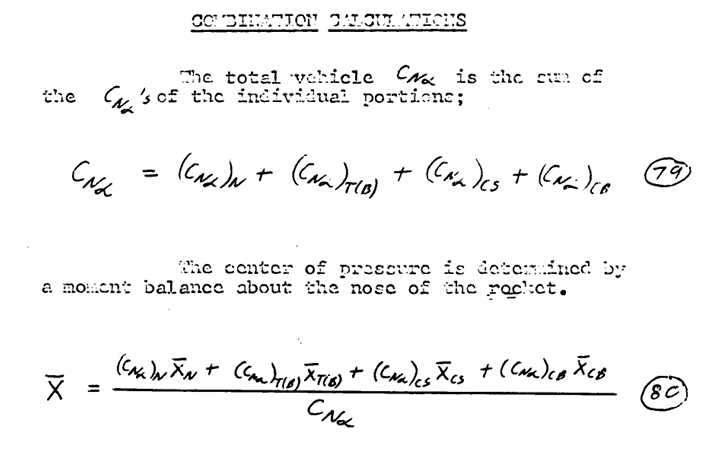 COMBINATION CALCULATIONS
The total vehicle C_Nα is the sum of
the C_Nα's of the individual portions;
C_Nα = (C_Nα)_N + (C_Nα)_T(B) + (C_Nα)_CS + (C_Nα)_CB (79)
The center of pressure is determined by
a moment balance about the nose of the rocket.
X̄ = ((C_Nα)_N X̄_N + (C_Nα)_T(B) X̄_T(B) + (C_Nα)_CS X̄_CS + (C_Nα)_CB X̄_CB) / C_Nα (80)